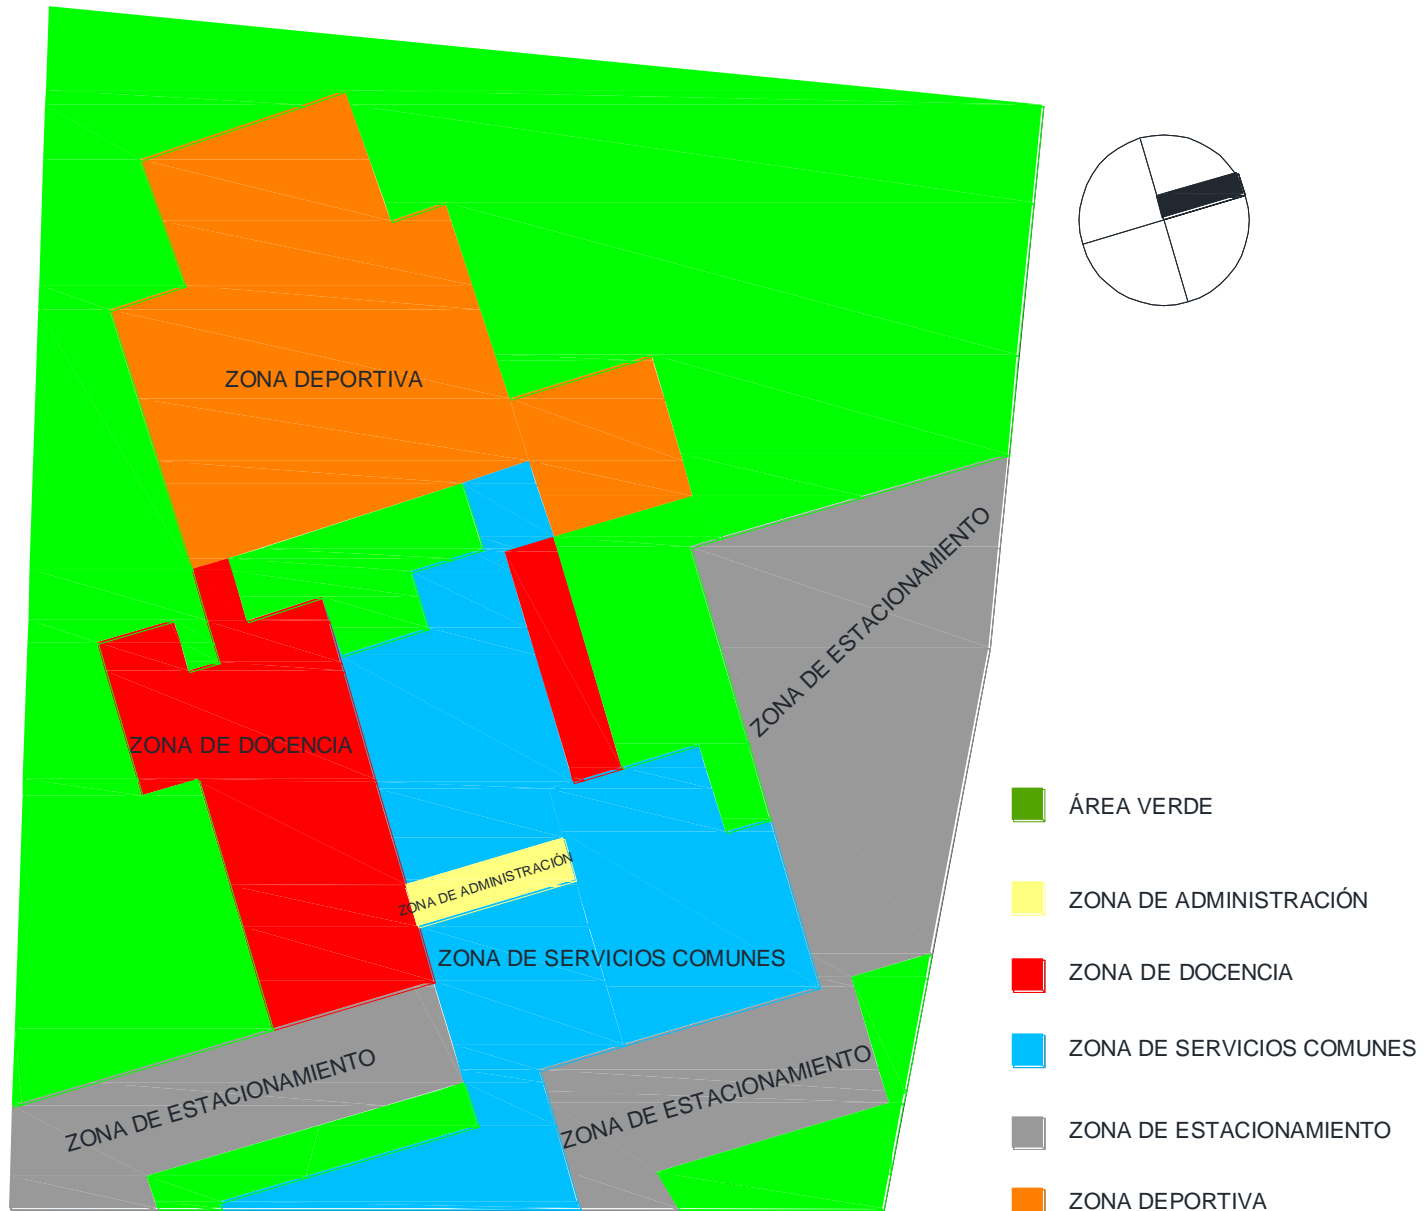 ZONA DEPORTIVA
ZONA DE ESTACIONAMIENTO
ZONA DE DOCENCIA
ZONA DE ADMINISTRACIÓN
ZONA DE SERVICIOS COMUNES
ZONA DE ESTACIONAMIENTO
ZONA DE ESTACIONAMIENTO
ÁREA VERDE
ZONA DE ADMINISTRACIÓN
ZONA DE DOCENCIA
ZONA DE SERVICIOS COMUNES
ZONA DE ESTACIONAMIENTO
ZONA DEPORTIVA